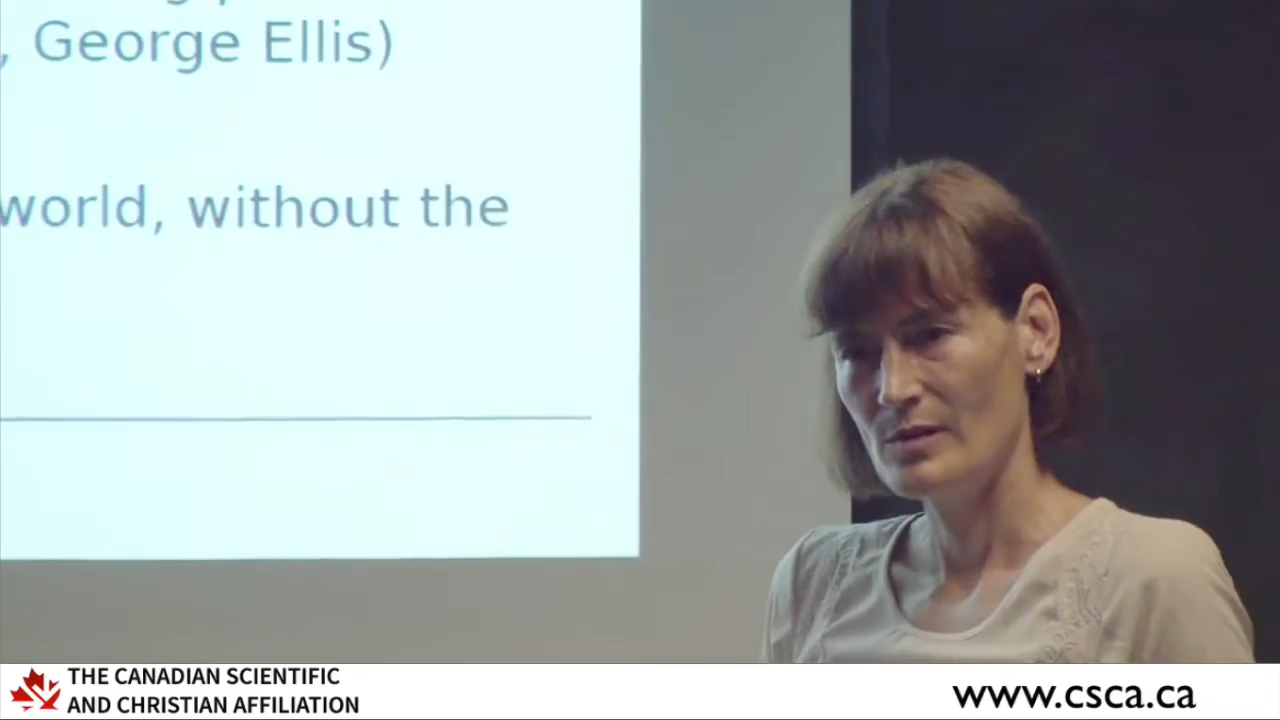 , George Ellis)
world, without the
THE CANADIAN SCIENTIFIC
AND CHRISTIAN AFFILIATION
www.csca.ca